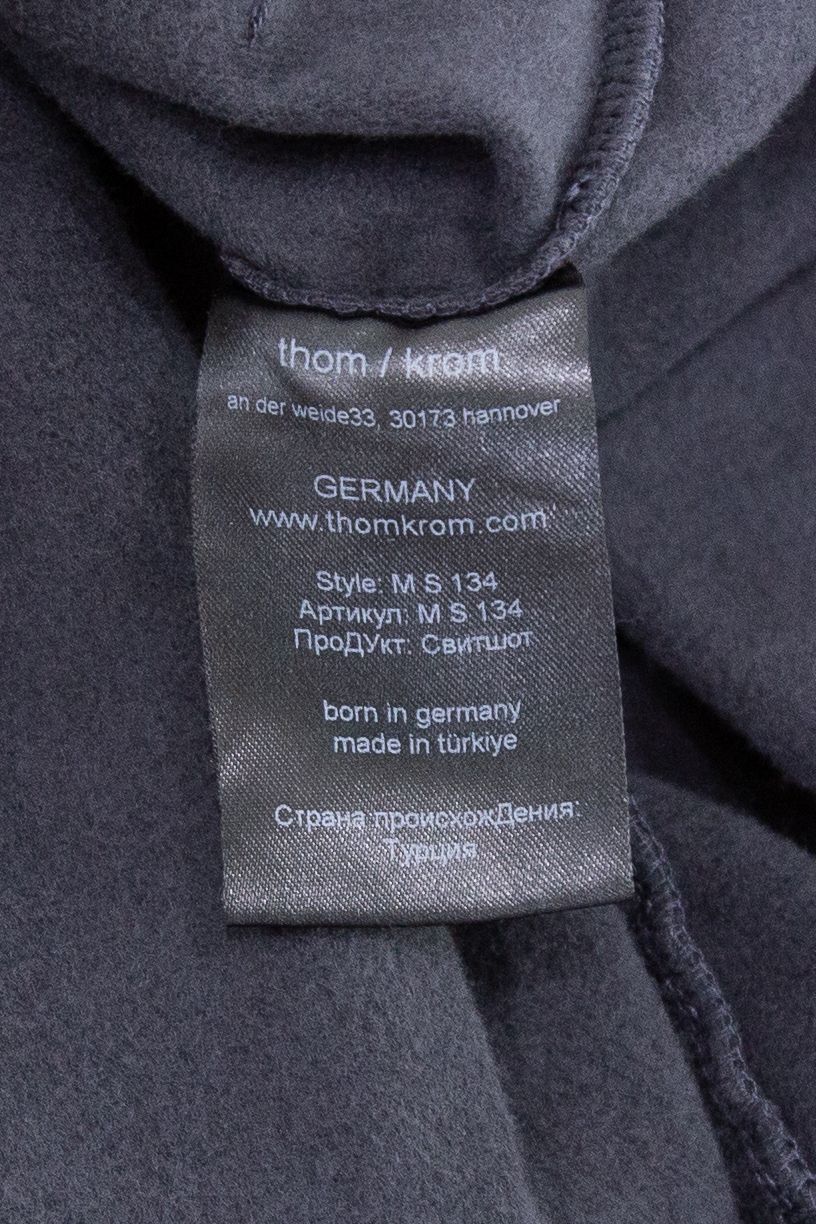 thom / krom
an der weide33, 30173 hannover
GERMANY
www.thomkrom.com
Style: M S 134
Артикул: M S 134
ПроДУкт: Свитшот
born in germany
made in türkiye
Страна происхожДения:
Турция